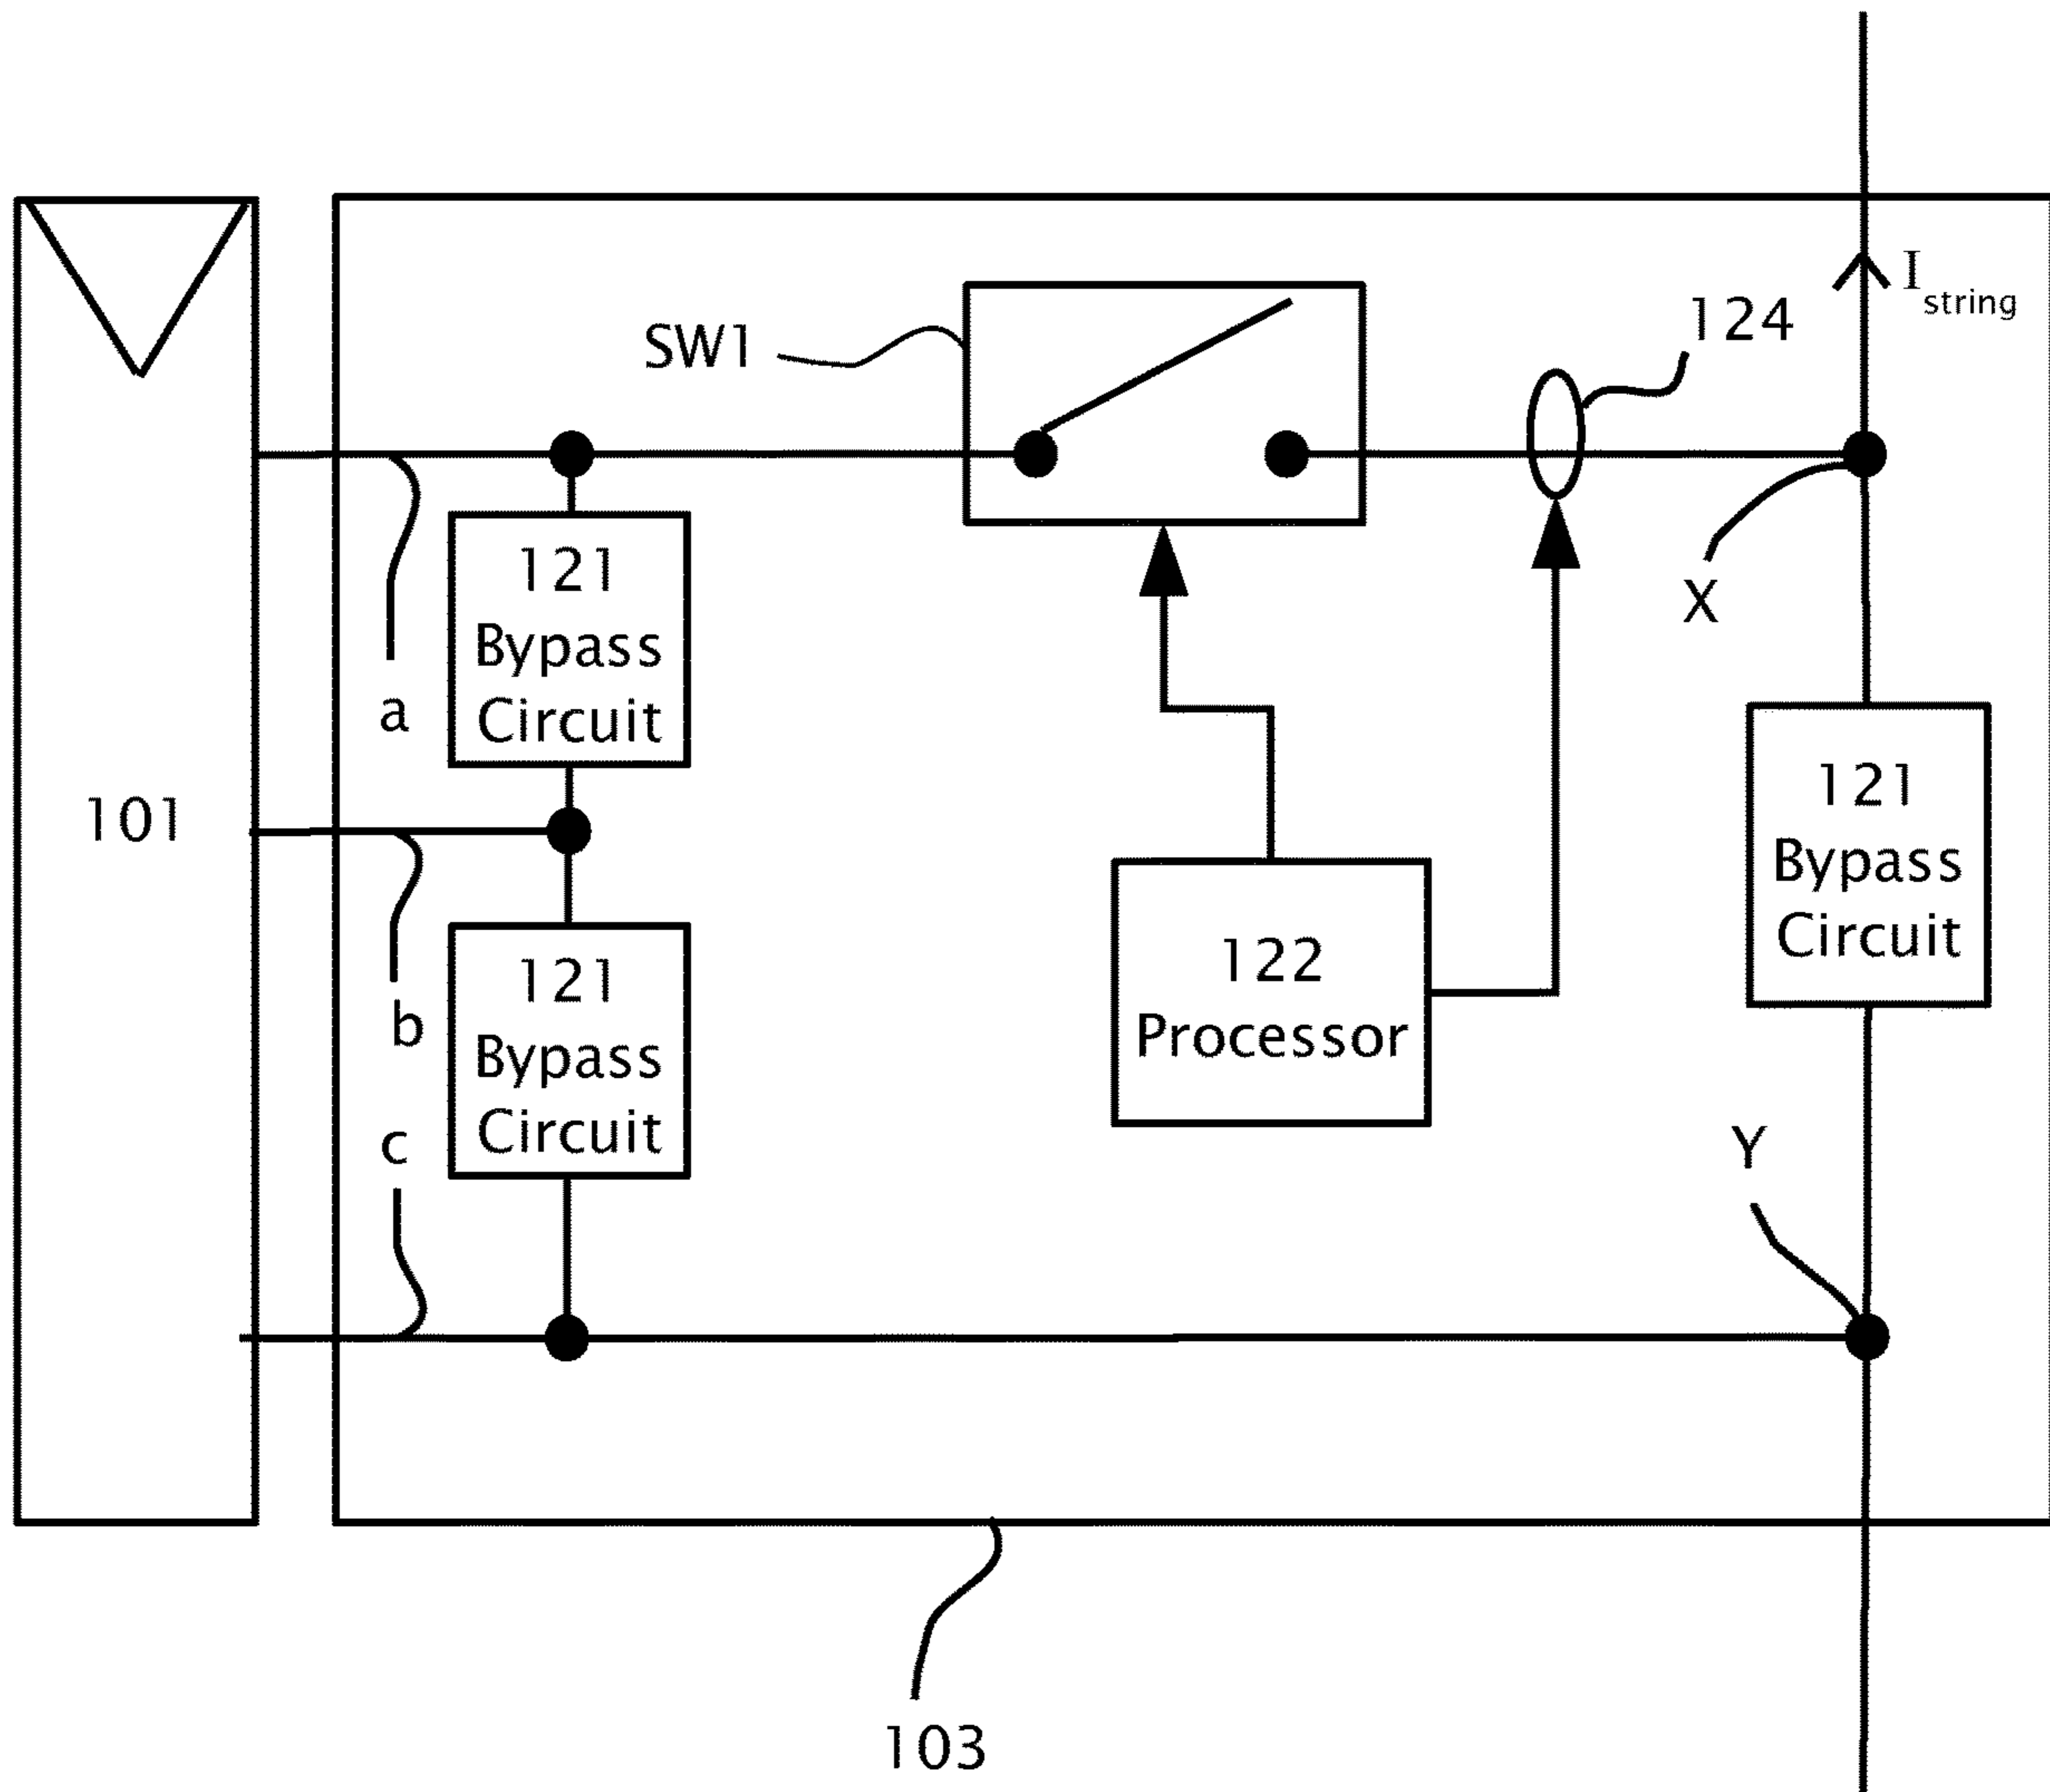 I string
124
SW1
X
121
Bypass
Circuit
a
101
121
Bypass
Circuit
b
121
Bypass
Circuit
122
Processor
c
Y
103